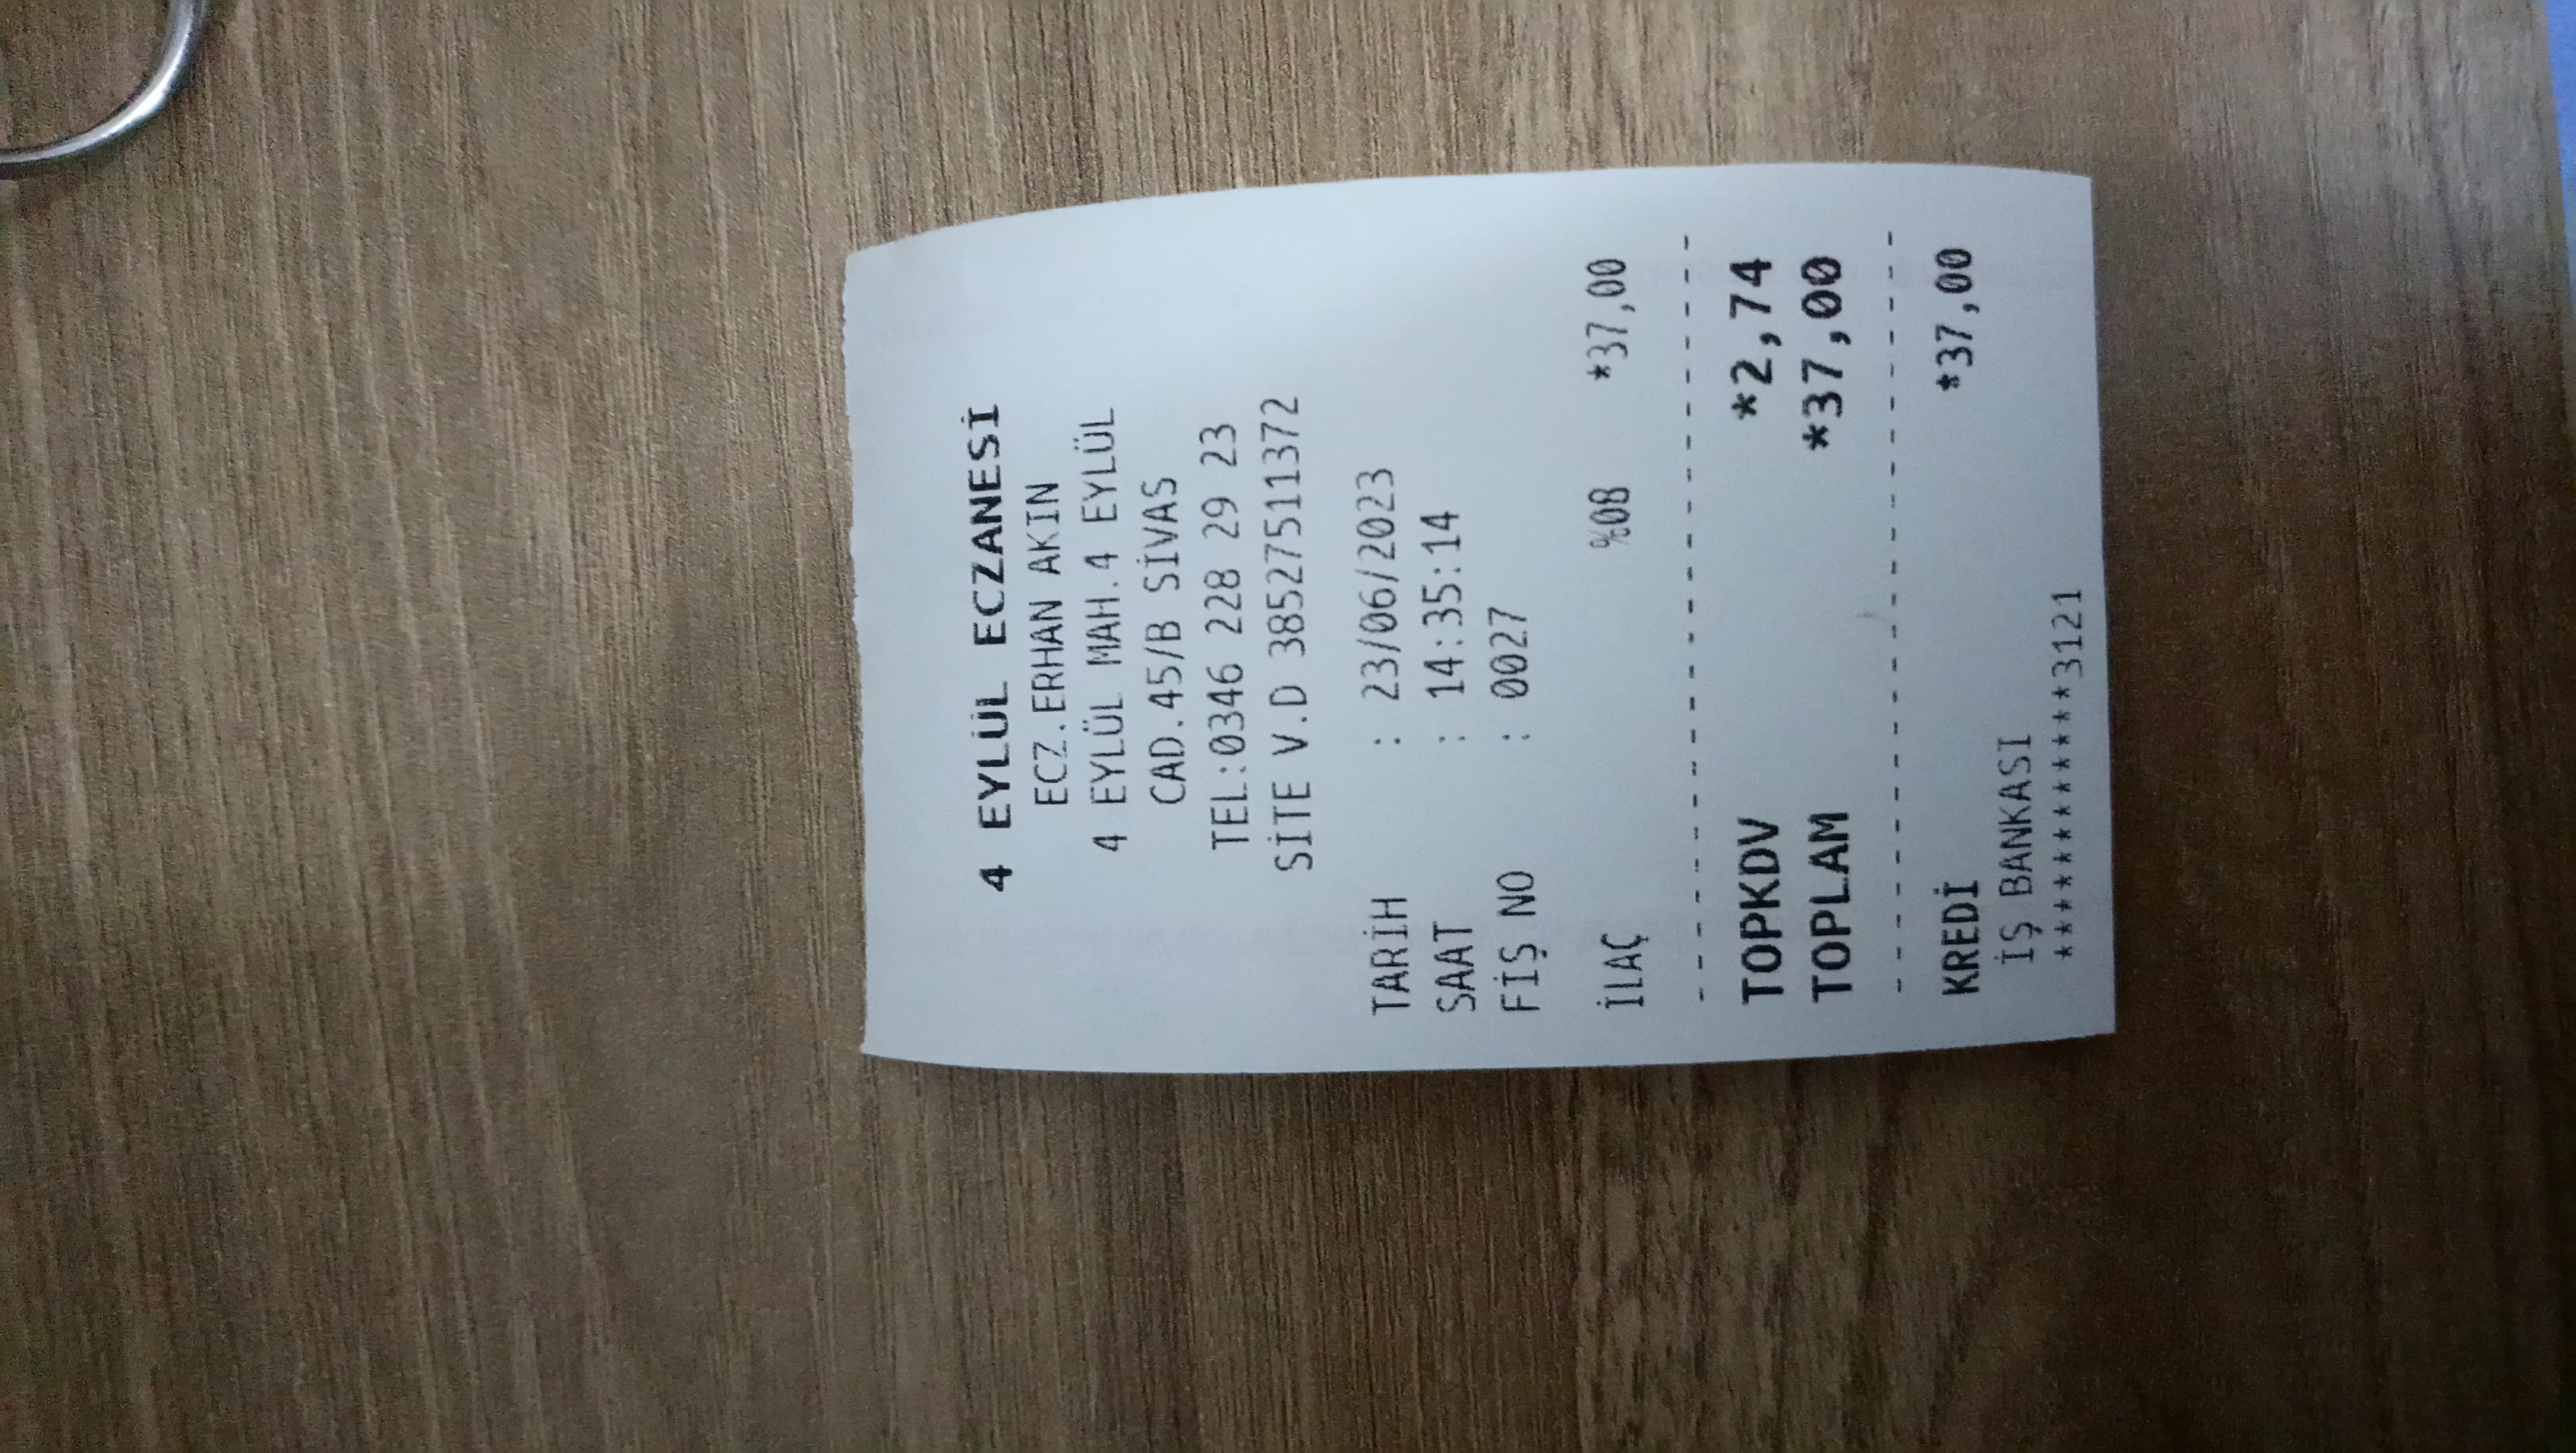 4 EYLÜL ECZANESİ
ECZ.ERHAN AKIN
4 EYLÜL MAH.4 EYLÜL
CAD.45/B SİVAS
TEL:0346 228 29 23
SİTE V.D 38527511372
TARİH : 23/06/2023
SAAT : 14:35:14
FİŞ NO : 0027
İLAÇ %08 *37,00
TOPKDV *2,74
TOPLAM *37,00
KREDİ *37,00
İŞ BANKASI
************3121